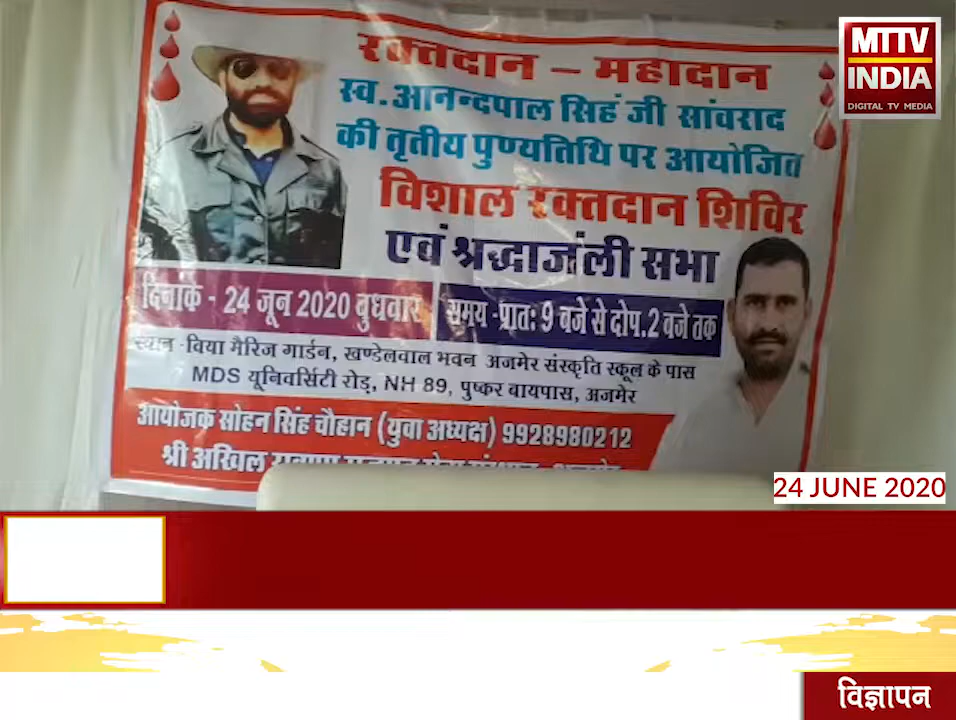 MTTV
INDIA
DIGITAL TV MEDIA
रक्तदान – महादान
स्व. आनन्दपाल सिहं जी सांवराद
की तृतीय पुण्यतिथि पर आयोजित
विशाल रक्तदान शिविर
एवं श्रद्धाजंली सभा
दिनांक - 24 जून 2020 बुधवार समय -प्रातः 9 बजे से दोप.2 बजे तक
स्थान -विया मैरिज गार्डन, खण्डेलवाल भवन अजमेर संस्कृति स्कूल के पास
MDS यूनिवर्सिटी रोड़, NH 89, पुष्कर बायपास, अजमेर
आयोजक सोहन सिंह चौहान (युवा अध्यक्ष) 9928980212
श्री अखिल
24 JUNE 2020
विज्ञापन